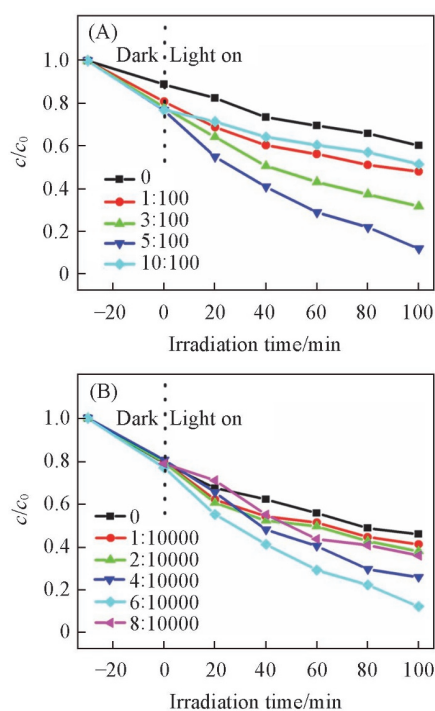 (A)
Dark Light on
1.0
0.8
0.6
0.4
0.2
0
c/c₀
0
1:100
3:100
5:100
10:100
−20 0 20 40 60 80 100
Irradiation time/min
(B)
Dark Light on
1.0
0.8
0.6
0.4
0.2
0
c/c₀
0
1:10000
2:10000
4:10000
6:10000
8:10000
−20 0 20 40 60 80 100
Irradiation time/min